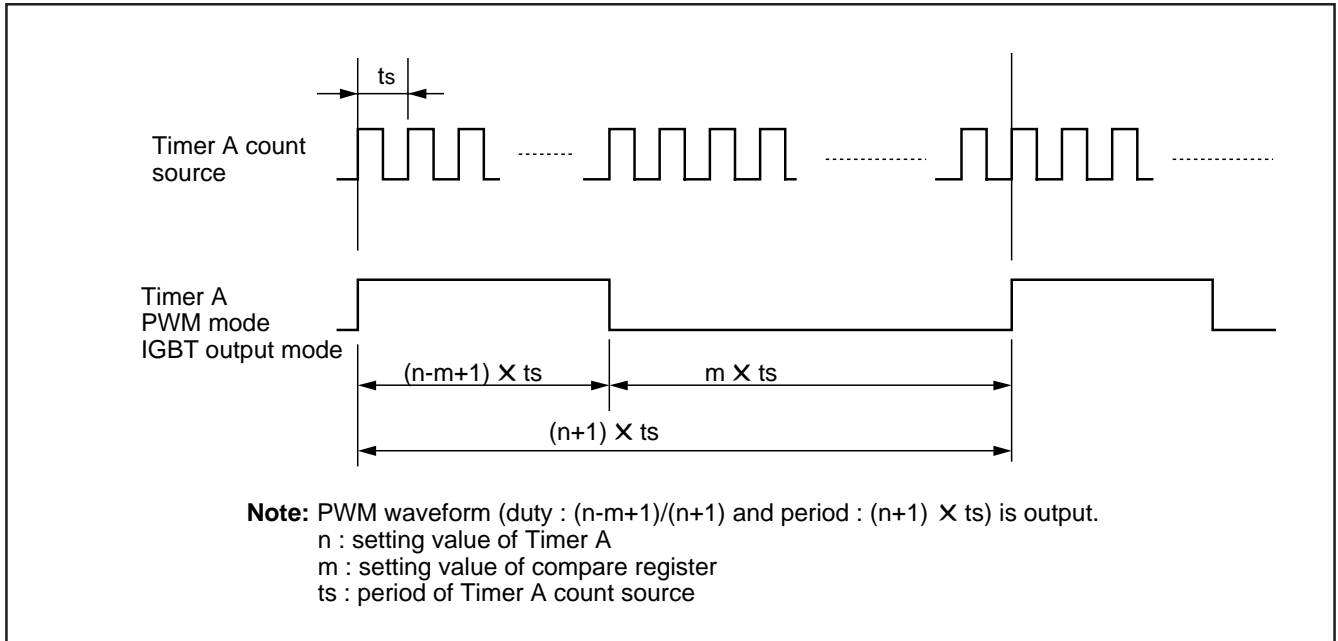 ts
Timer A count
source
Timer A
PWM mode
IGBT output mode
(n-m+1) × ts
m × ts
(n+1) × ts
Note: PWM waveform (duty : (n-m+1)/(n+1) and period : (n+1) × ts) is output.
n : setting value of Timer A
m : setting value of compare register
ts : period of Timer A count source